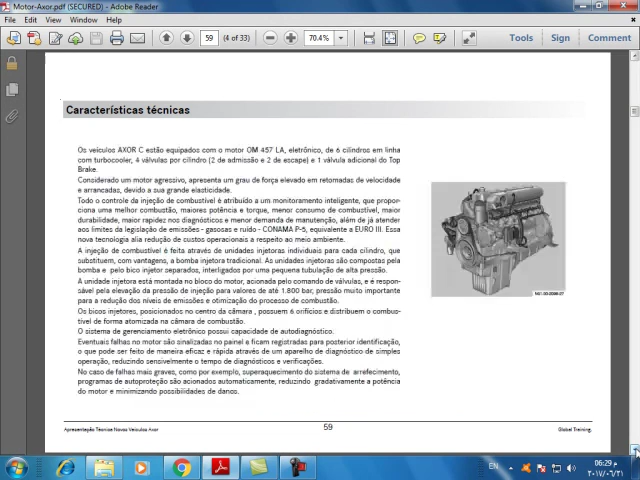 Motor-Axor.pdf (SECURED) - Adobe Reader
File Edit View Window Help
59 (4 of 33) 70.4% Tools Sign Comment
Características técnicas
Os veículos AXOR C estão equipados com o motor OM 457 LA, eletrônico, de 6 cilindros em linha
com turbocooler, 4 válvulas por cilindro (2 de admissão e 2 de escape) e 1 válvula adicional do Top
Brake.
Considerado um motor agressivo, apresenta um grau de força elevado em retomadas de velocidade
e arrancadas, devido a sua grande elasticidade.
Todo o controle da injeção de combustível é atribuído a um monitoramento inteligente, que propor-
ciona uma melhor combustão, maiores potência e torque, menor consumo de combustível, maior
durabilidade, maior rapidez nos diagnósticos e menor demanda de manutenção, além de já atender
aos limites da legislação de emissões - gasosas e ruído - CONAMA P-5, equivalente a EURO III. Essa
nova tecnologia alia redução de custos operacionais a respeito ao meio ambiente.
A injeção de combustível é feita através de unidades injetoras individuais para cada cilindro, que
substituem, com vantagens, a bomba injetora tradicional. As unidades são compostas pela
bomba e pelo bico injetor separados, interligados por uma pequena tubulação de alta pressão.
A unidade injetora está montada no bloco do motor, acionada pelo comando de válvulas, e é respon-
sável pela elevação da pressão de injeção para valores de até 1.800 bar, pressão muito importante
para a redução dos níveis de emissões e otimização do processo de combustão.
Os bicos injetores, posicionados no centro da câmara , possuem 6 orifícios e distribuem o combus-
tível de forma atomizada na câmara de combustão.
O sistema de gerenciamento eletrônico possui capacidade de autodiagnóstico.
Eventuais falhas no motor são sinalizadas no painel e ficam registradas para posterior identificação,
o que pode ser feito de maneira eficaz e rápida através de um aparelho de diagnóstico de simples
operação, reduzindo sensivelmente o tempo de diagnósticos e verificações.
No caso de falhas mais graves, como por exemplo, superaquecimento do sistema de arrefecimento,
programas de autoproteção são acionados automaticamente, reduzindo gradativamente a potência
do motor e minimizando possibilidades de danos.
Apresentação Técnica Novos Veículos Axor 59 Global Training.
EN
06:29 م
٢٠١٧/٠٦/٢١